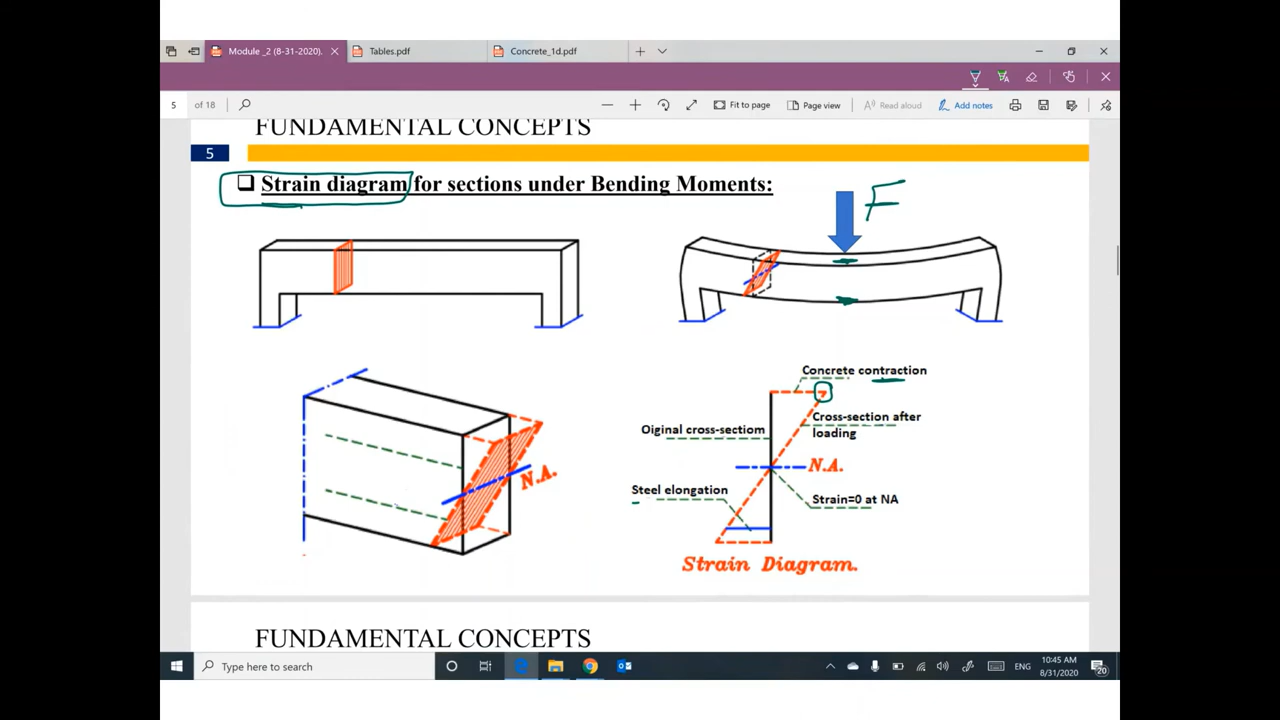 Module _2 (8-31-2020).
Tables.pdf
Concrete_1d.pdf
5 of 18
Fit to page
Page view
Read aloud
Add notes
FUNDAMENTAL CONCEPTS
5
Strain diagram for sections under Bending Moments:
F
Concrete contraction
Cross-section after
loading
Oiginal cross-sectiom
N.A.
N.A.
Steel elongation
Strain=0 at NA
Strain Diagram.
FUNDAMENTAL CONCEPTS
Type here to search
ENG
10:45 AM
8/31/2020
20